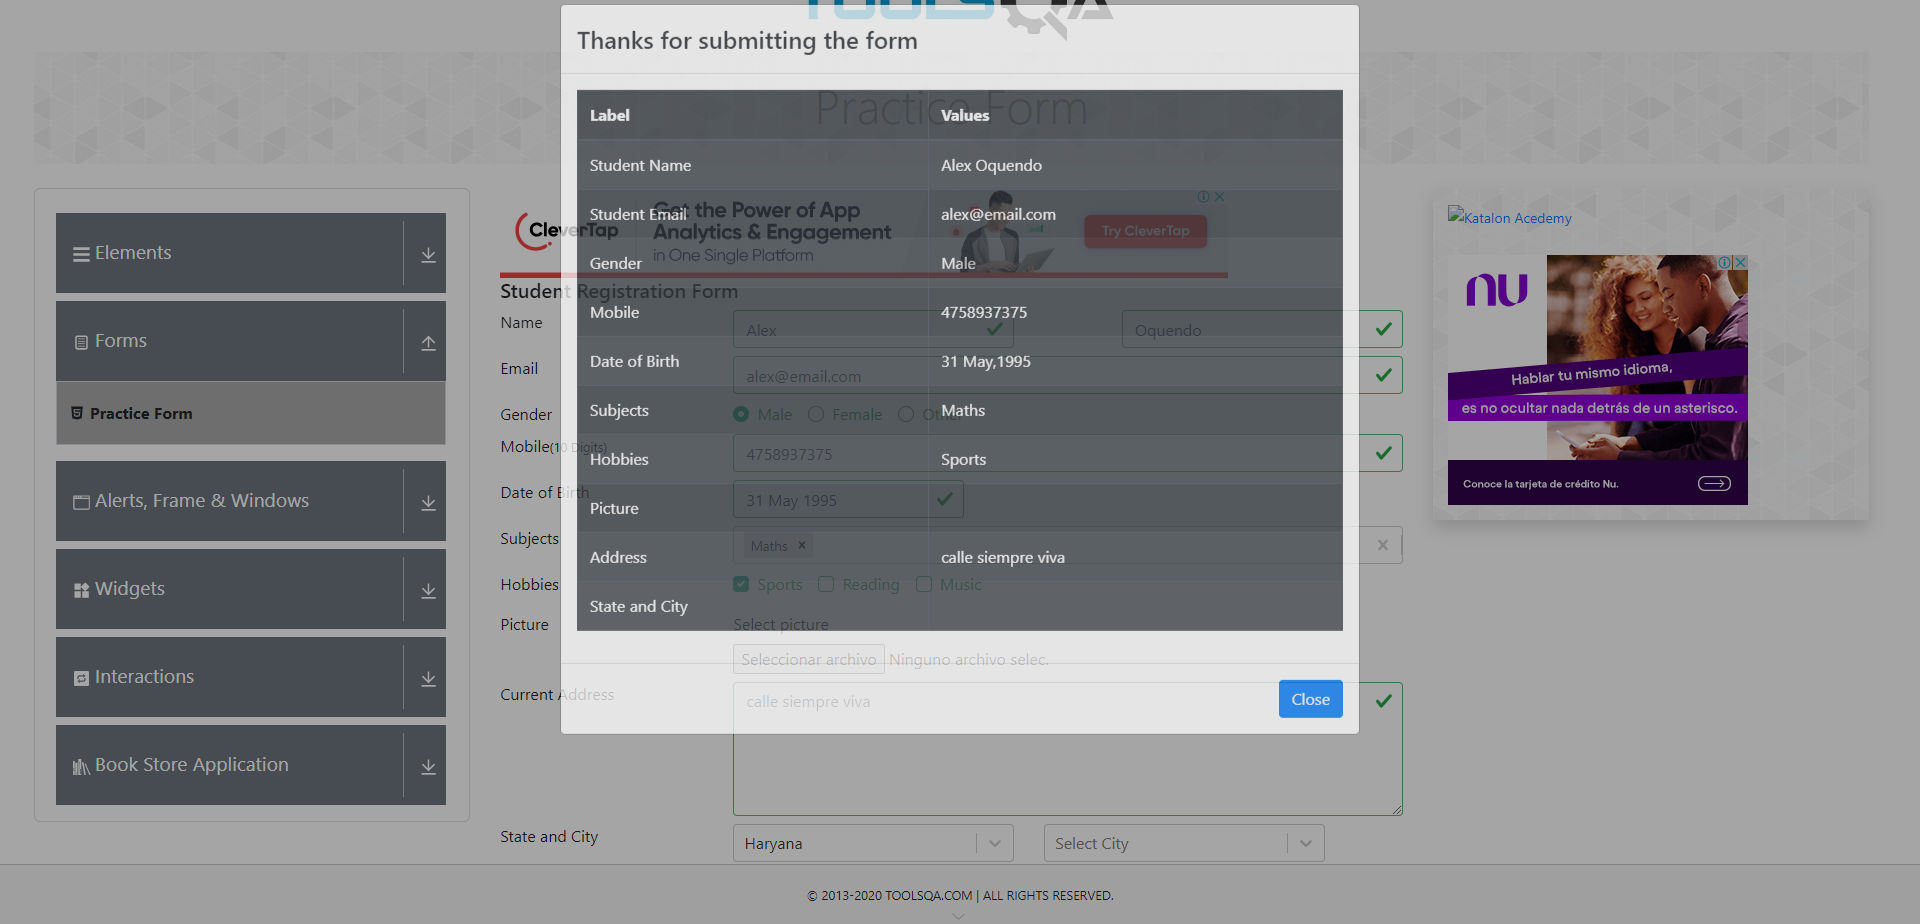 TOOLSQA
Thanks for submitting the form
Practice Form
Label Values
Student Name Alex Oquendo
Student Email alex@email.com
Gender Male
Mobile 4758937375
Date of Birth 31 May,1995
Subjects Maths
Hobbies Sports
Picture
Address calle siempre viva
State and City
Close
Elements
Forms
Practice Form
Alerts, Frame & Windows
Widgets
Interactions
Book Store Application
CleverTap
Get the Power of App
Analytics & Engagement
in One Single Platform
Try CleverTap
Student Registration Form
Name Alex Oquendo
Email alex@email.com
Gender Male Female
Mobile(10 Digits) 4758937375
Date of Birth 31 May 1995
Subjects Maths ×
Hobbies Sports Reading Music
Picture Select picture
Seleccionar archivo Ninguno archivo selec.
Current Address calle siempre viva
State and City Haryana Select City
Katalon Acedemy
nu
Hablar tu mismo idioma,
es no ocultar nada detrás de un asterisco.
Conoce la tarjeta de crédito Nu.
© 2013-2020 TOOLSQA.COM | ALL RIGHTS RESERVED.